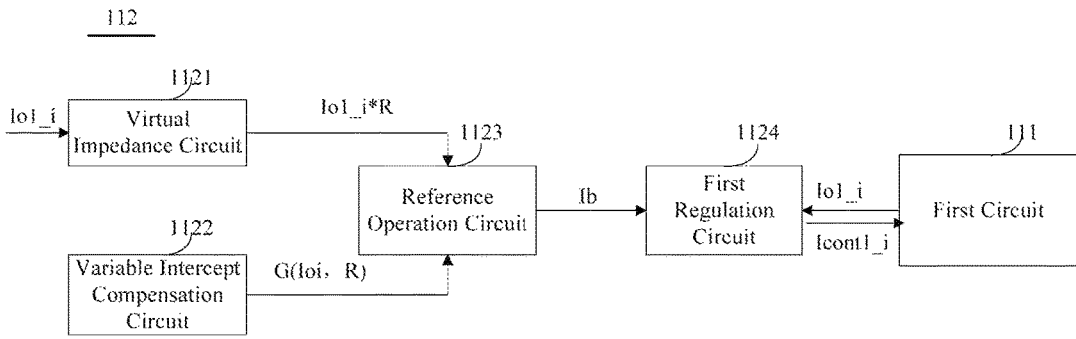 112
1121
Io1_i
Virtual
Impedance Circuit
Io1_i*R
1123
Reference
Operation Circuit
Ib
1124
First
Regulation
Circuit
Io1_i
Icont1_i
111
First Circuit
1122
Variable Intercept
Compensation
Circuit
G(Ioi, R)